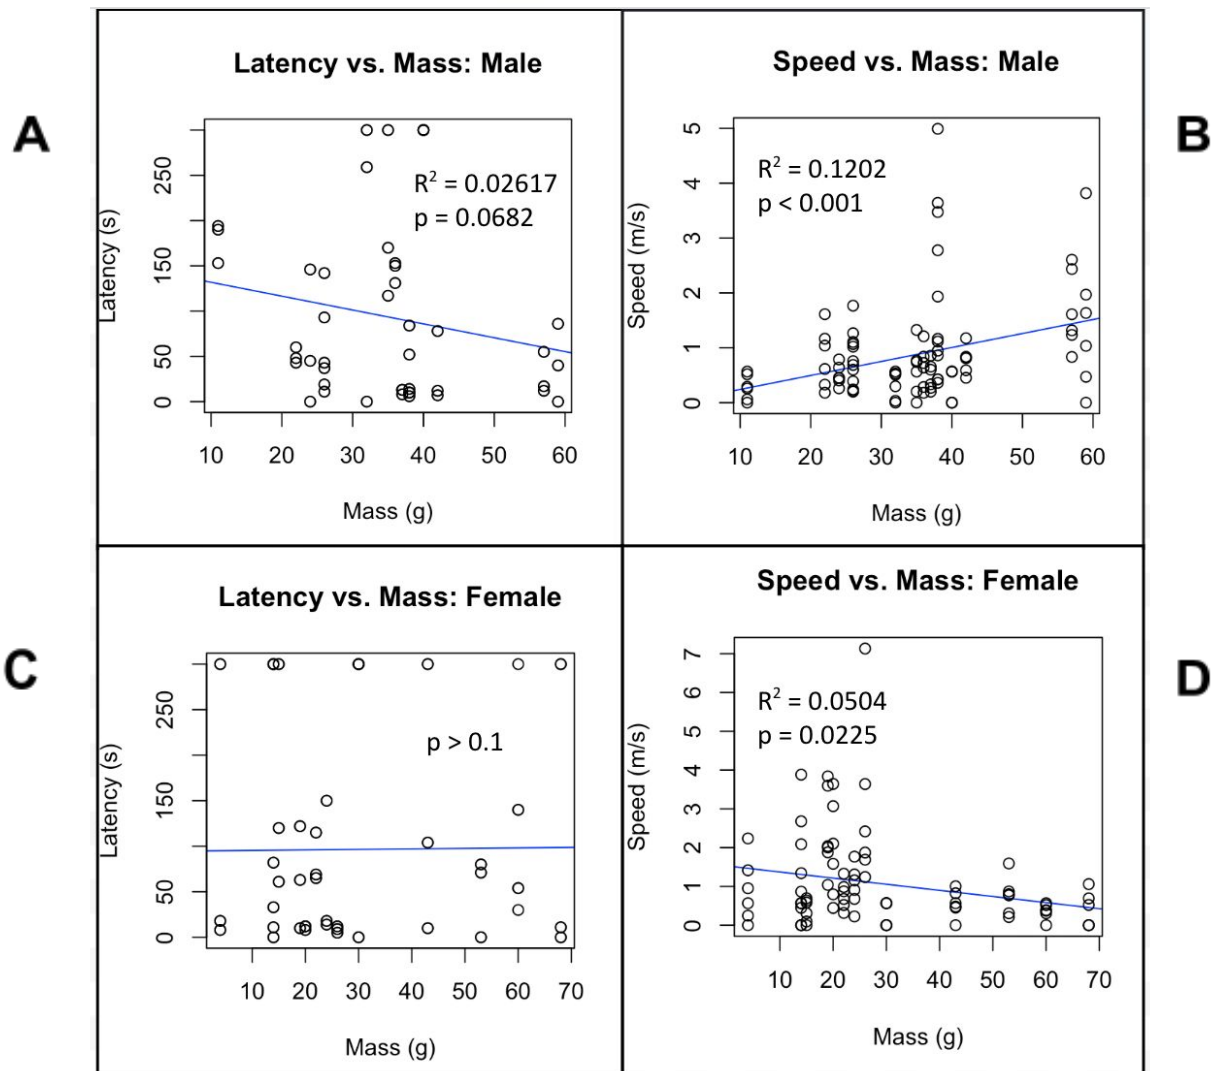 A
Latency vs. Mass: Male
R² = 0.02617
p = 0.0682
Latency (s)
250
150
50
0
10 20 30 40 50 60
Mass (g)
B
Speed vs. Mass: Male
R² = 0.1202
p < 0.001
Speed (m/s)
5
4
3
2
1
0
10 20 30 40 50 60
Mass (g)
C
Latency vs. Mass: Female
p > 0.1
Latency (s)
250
150
50
0
10 20 30 40 50 60 70
Mass (g)
D
Speed vs. Mass: Female
R² = 0.0504
p = 0.0225
Speed (m/s)
7
6
5
4
3
2
1
0
10 20 30 40 50 60 70
Mass (g)